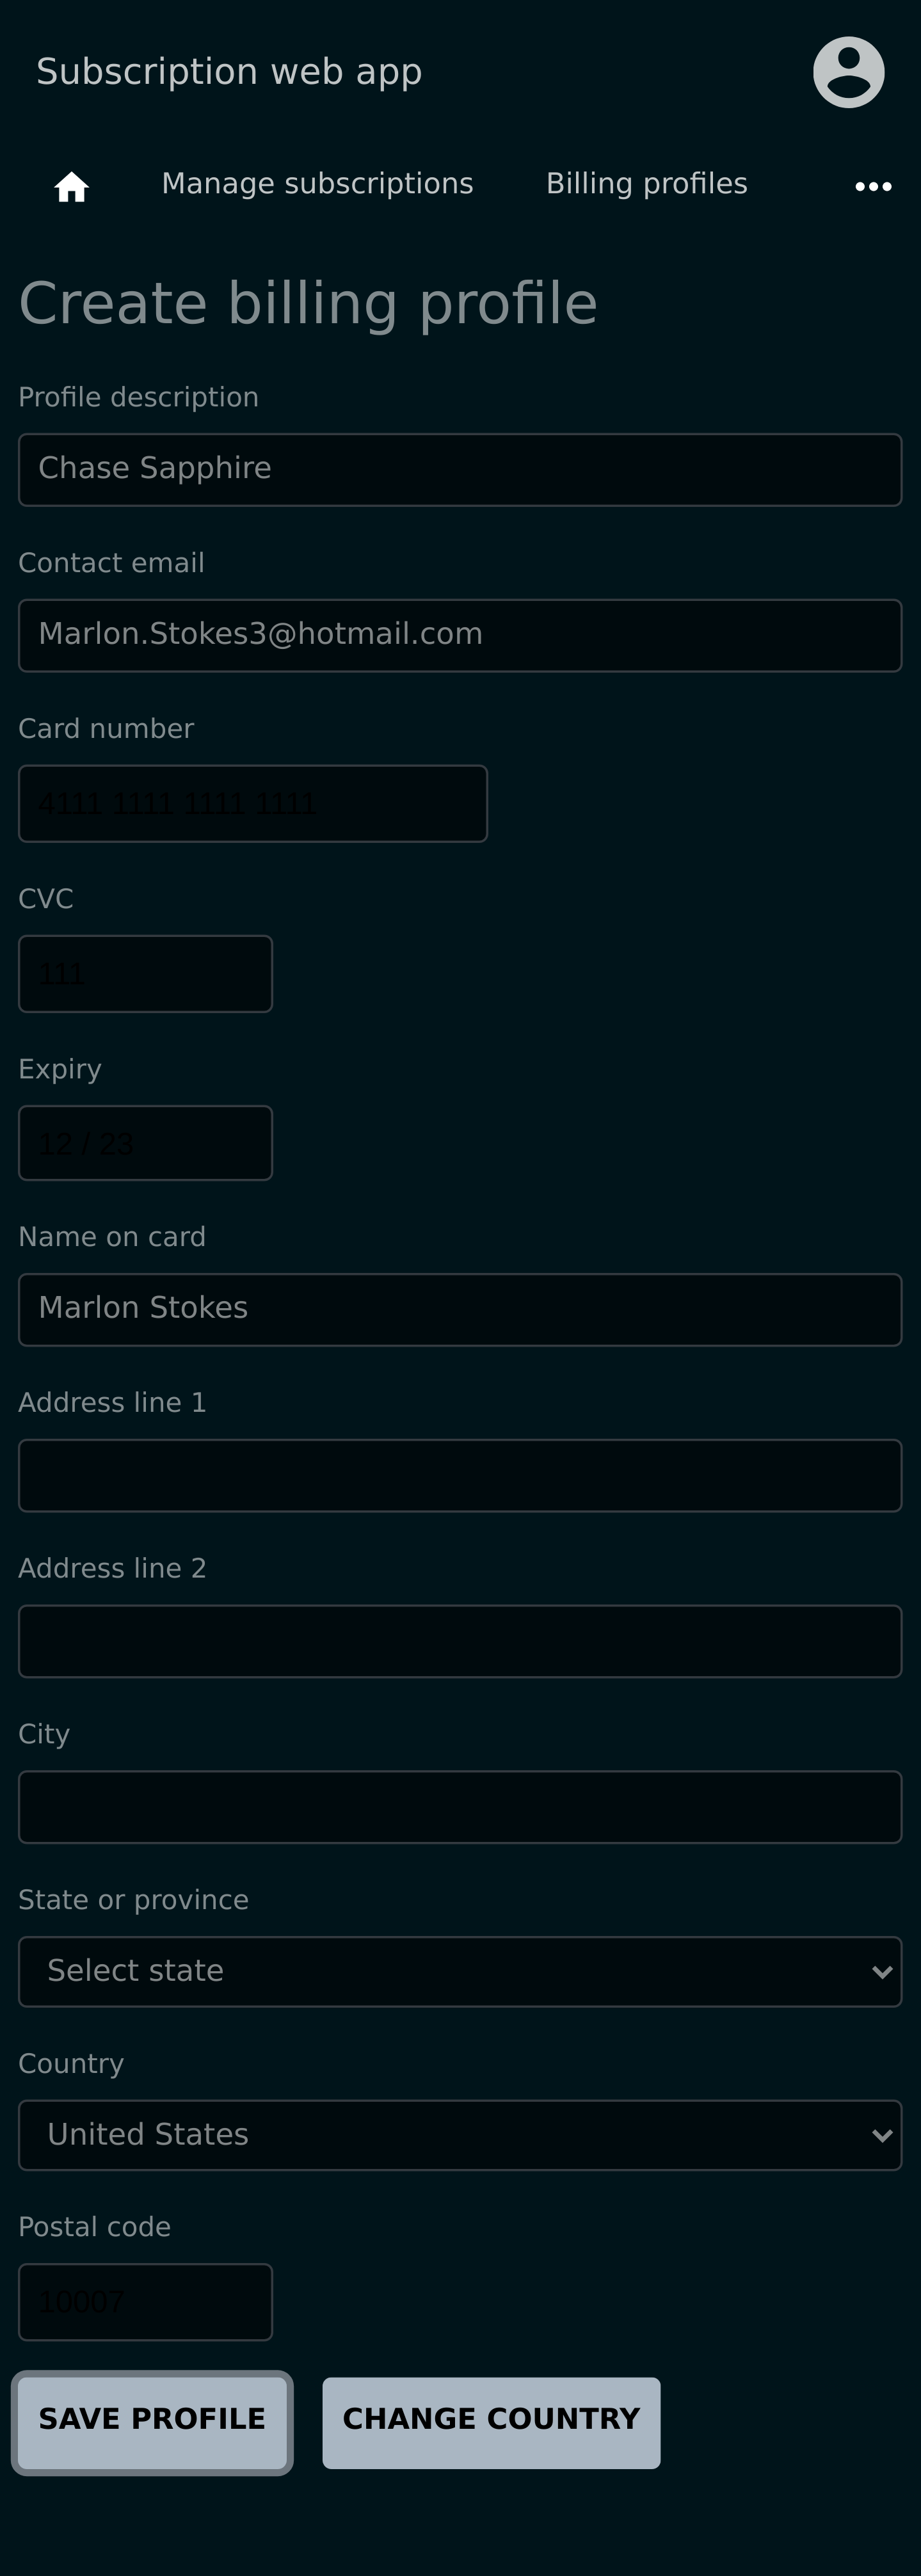 Subscription web app
Manage subscriptions Billing profiles
Create billing profile
Profile description
Chase Sapphire
Contact email
Marlon.Stokes3@hotmail.com
Card number
4111 1111 1111 1111
CVC
111
Expiry
12 / 23
Name on card
Marlon Stokes
Address line 1
Address line 2
City
State or province
Select state
Country
United States
Postal code
10007
SAVE PROFILE CHANGE COUNTRY